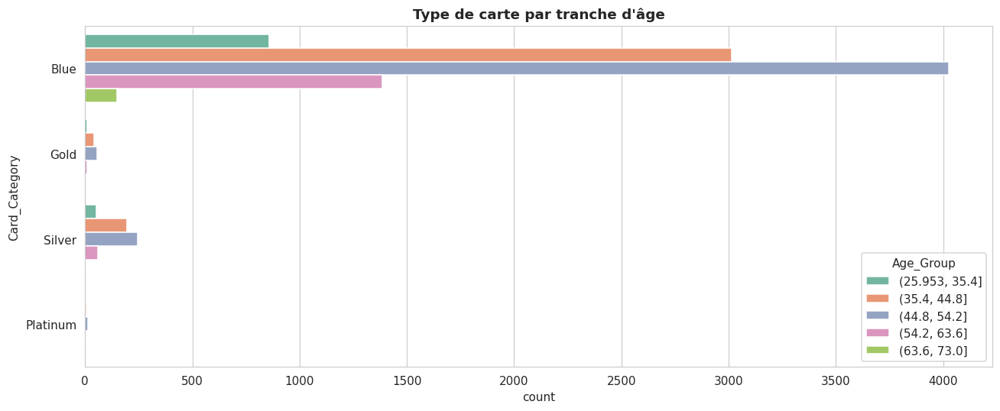 Type de carte par tranche d'âge
Card_Category
Blue
Gold
Silver
Platinum
0 500 1000 1500 2000 2500 3000 3500 4000
count
Age_Group
(25.953, 35.4]
(35.4, 44.8]
(44.8, 54.2]
(54.2, 63.6]
(63.6, 73.0]